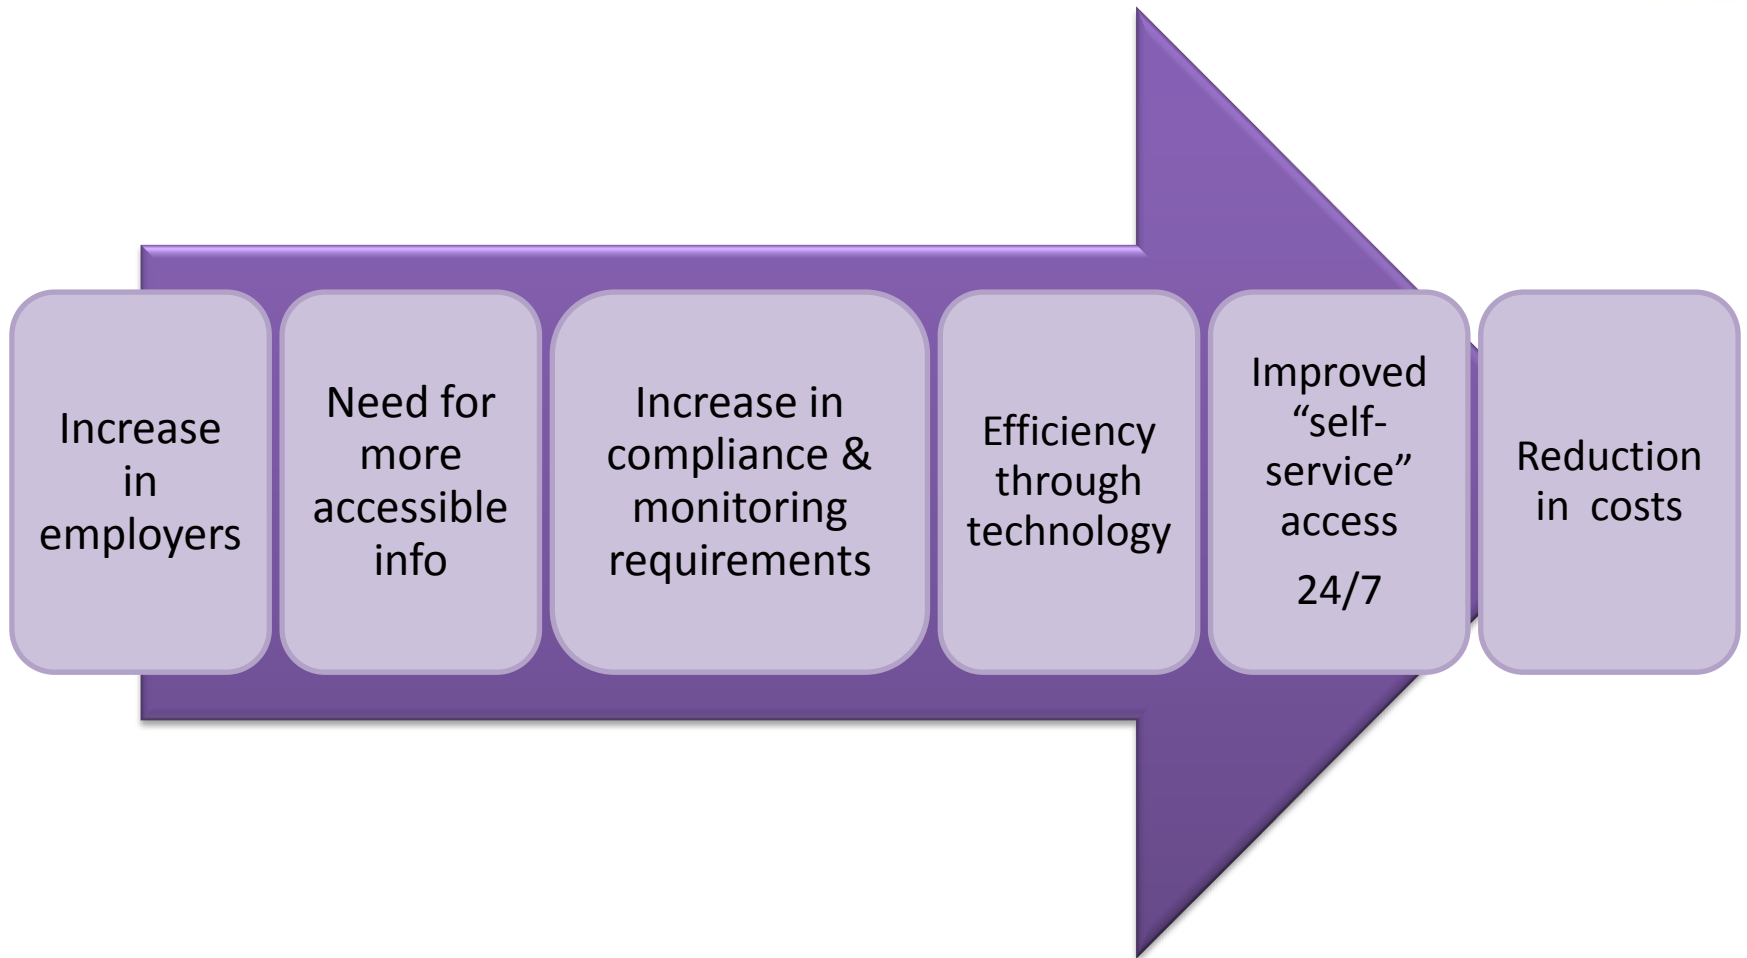 Increase
in
employers
Need for
more
accessible
info
Increase in
compliance &
monitoring
requirements
Efficiency
through
technology
Improved
“self-
service”
access
24/7
Reduction
in  costs